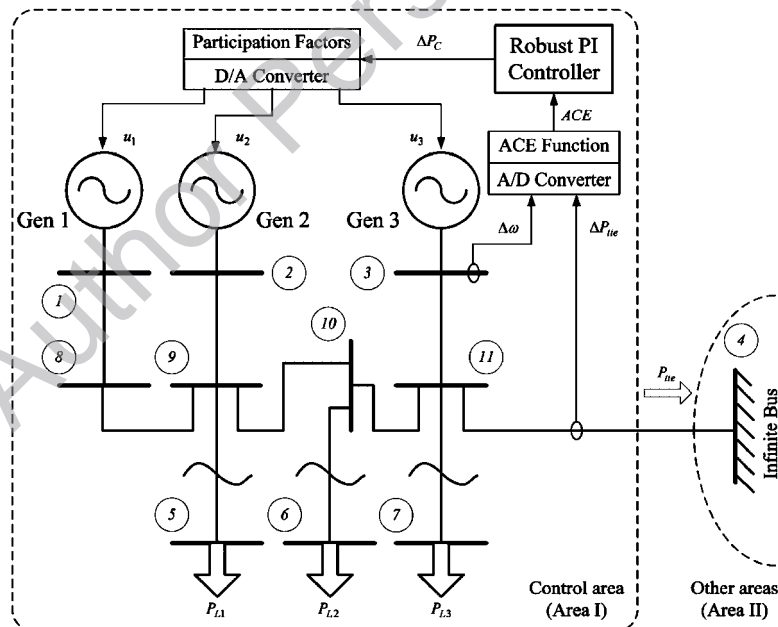 Participation Factors
D/A Converter
ΔP_C
Robust PI
Controller
ACE
ACE Function
A/D Converter
u_1
u_2
u_3
Gen 1
Gen 2
Gen 3
Δω
ΔP_tie
1
2
3
4
8
9
10
11
P_tie
Infinite Bus
5
6
7
P_L1
P_L2
P_L3
Control area
(Area I)
Other areas
(Area II)
Author Pers